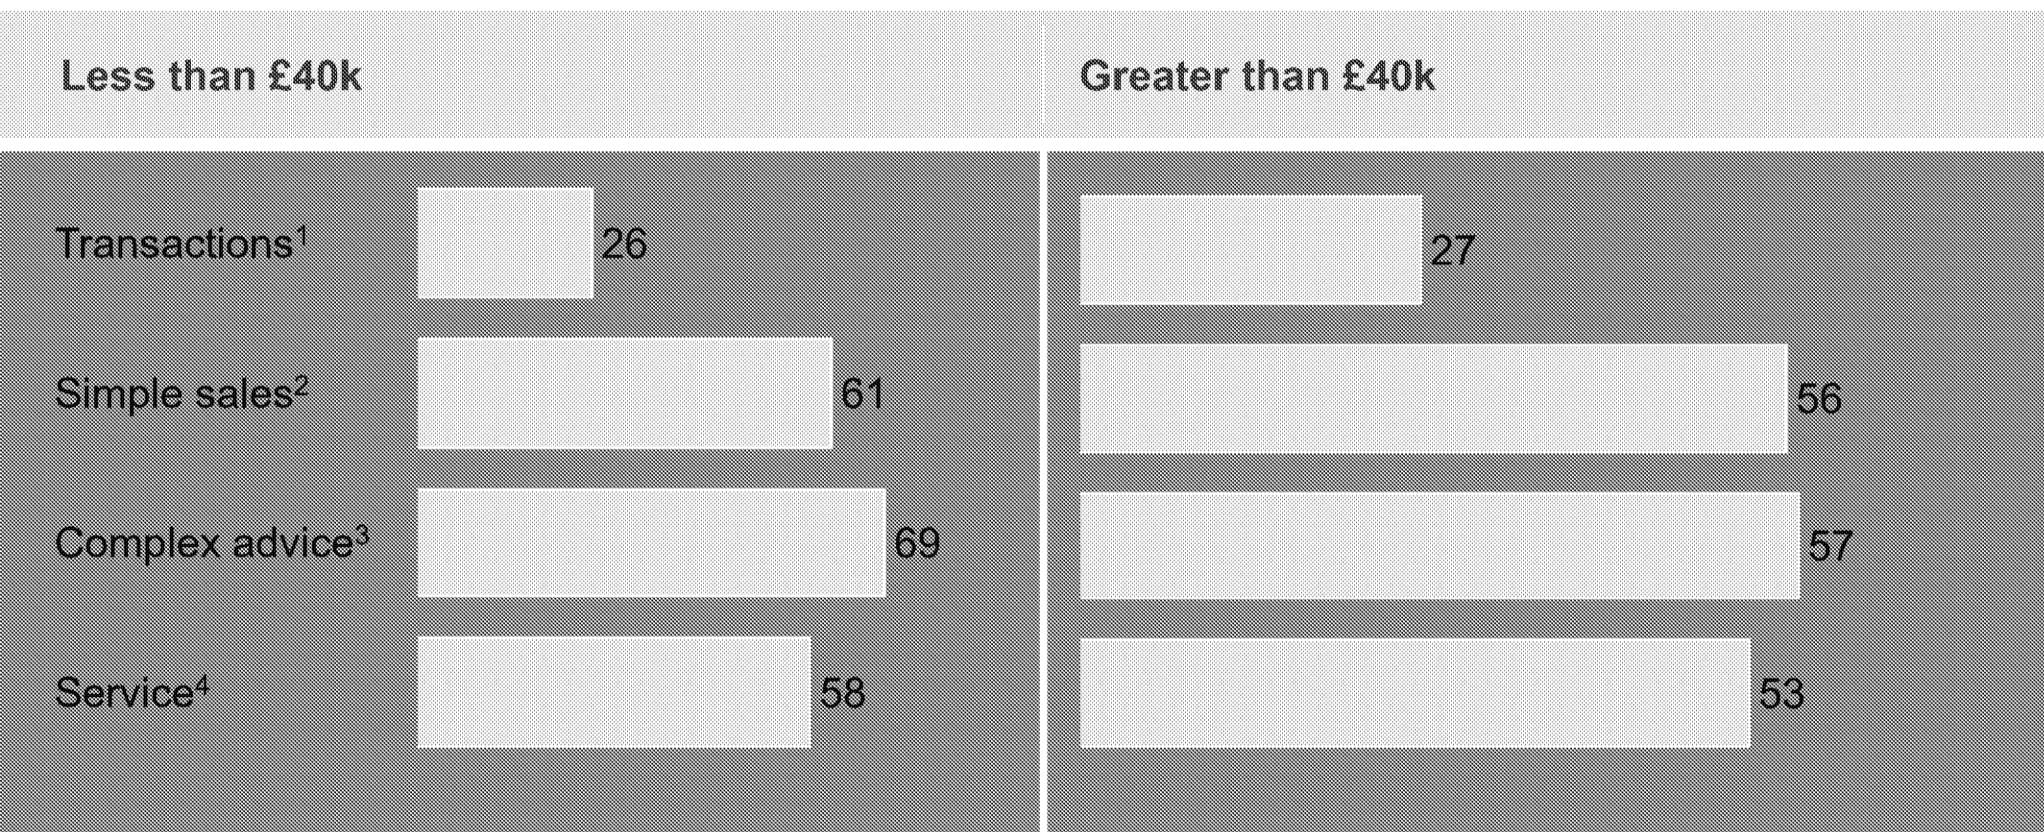 Less than £40k Greater than £40k
Transactions¹ 26 27
Simple sales² 61 56
Complex advice³ 69 57
Service⁴ 58 53